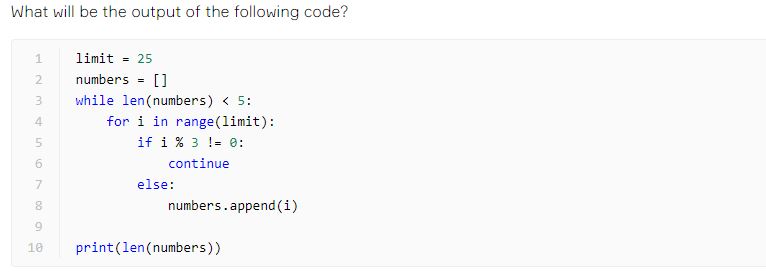 What will be the output of the following code?
1 limit = 25
2 numbers = []
3 while len(numbers) < 5:
4     for i in range(limit):
5         if i % 3 != 0:
6             continue
7         else:
8             numbers.append(i)
9
10 print(len(numbers))